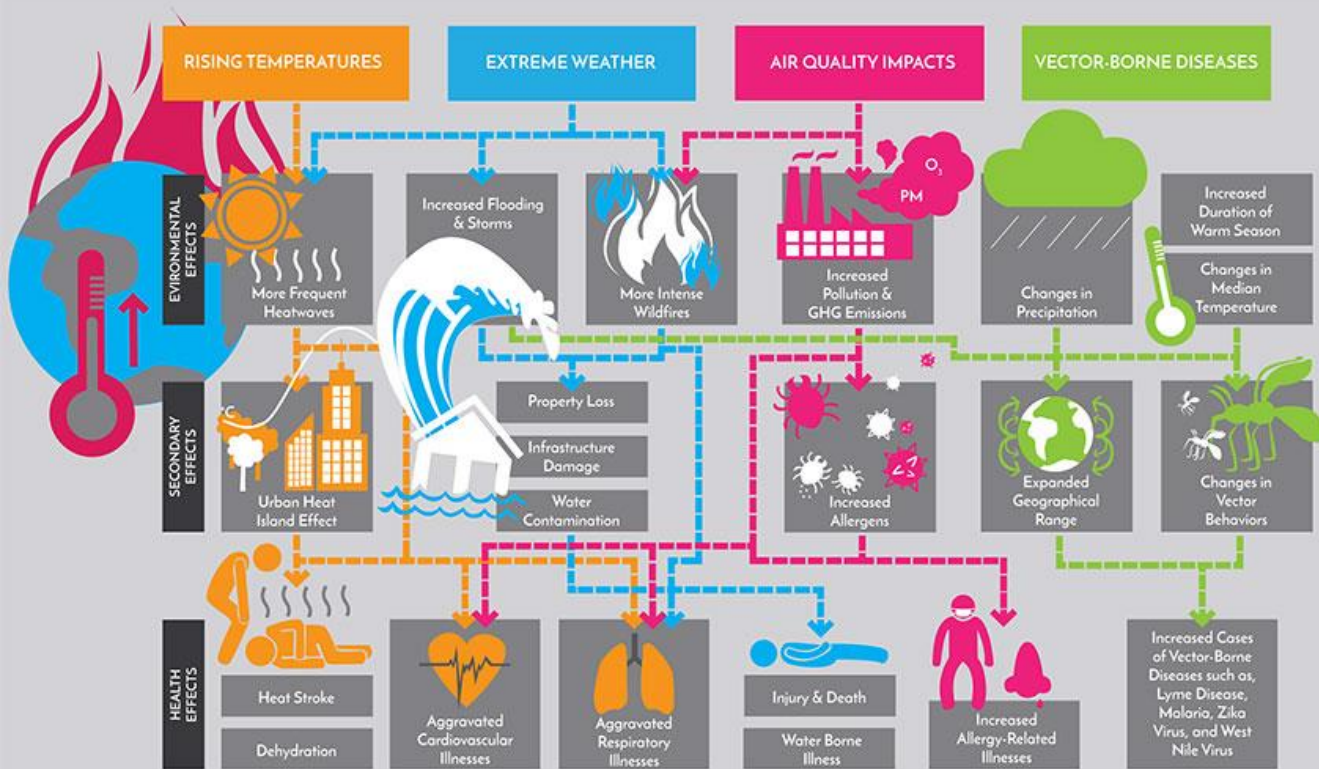 RISING TEMPERATURES
EXTREME WEATHER
AIR QUALITY IMPACTS
VECTOR-BORNE DISEASES
EVIRONMENTAL
EFFECTS
More Frequent
Heatwaves
Increased Flooding
& Storms
More Intense
Wildfires
O3
PM
Increased
Pollution &
GHG Emissions
Changes in
Precipitation
Increased
Duration of
Warm Season
Changes in
Median
Temperature
SECONDARY
EFFECTS
°C
Urban Heat
Island Effect
Property Loss
Infrastructure
Damage
Water
Contamination
Increased
Allergens
Expanded
Geographical
Range
Changes in
Vector
Behaviors
HEALTH
EFFECTS
Heat Stroke
Dehydration
Aggravated
Cardiovascular
Illnesses
Aggravated
Respiratory
Illnesses
Injury & Death
Water Borne
Illness
Increased
Allergy-Related
Illnesses
Increased Cases
of Vector-Borne
Diseases such as,
Lyme Disease,
Malaria, Zika
Virus, and West
Nile Virus